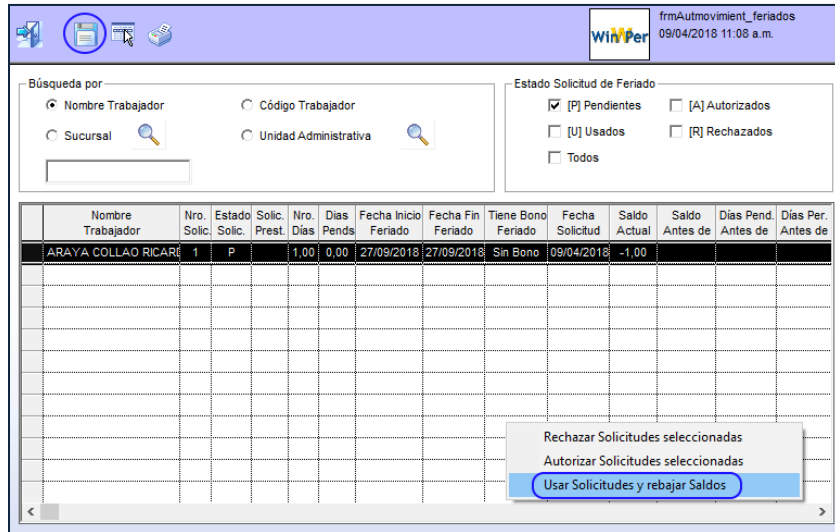 WinPer
frmAutmovimient_feriados
09/04/2018 11:08 a.m.
Búsqueda por
Nombre Trabajador
Código Trabajador
Sucursal
Unidad Administrativa
Estado Solicitud de Feriado
[P] Pendientes
[A] Autorizados
[U] Usados
[R] Rechazados
Todos
Nombre Trabajador
Nro. Solic.
Estado Solic.
Solic. Prest.
Nro. Días
Dias Pends
Fecha Inicio Feriado
Fecha Fin Feriado
Tiene Bono Feriado
Fecha Solicitud
Saldo Actual
Saldo Antes de
Días Pend. Antes de
Días Per. Antes de
ARAYA COLLAO RICARD 1 P 1,00 0,00 27/09/2018 27/09/2018 Sin Bono 09/04/2018 -1,00
Rechazar Solicitudes seleccionadas
Autorizar Solicitudes seleccionadas
Usar Solicitudes y rebajar Saldos